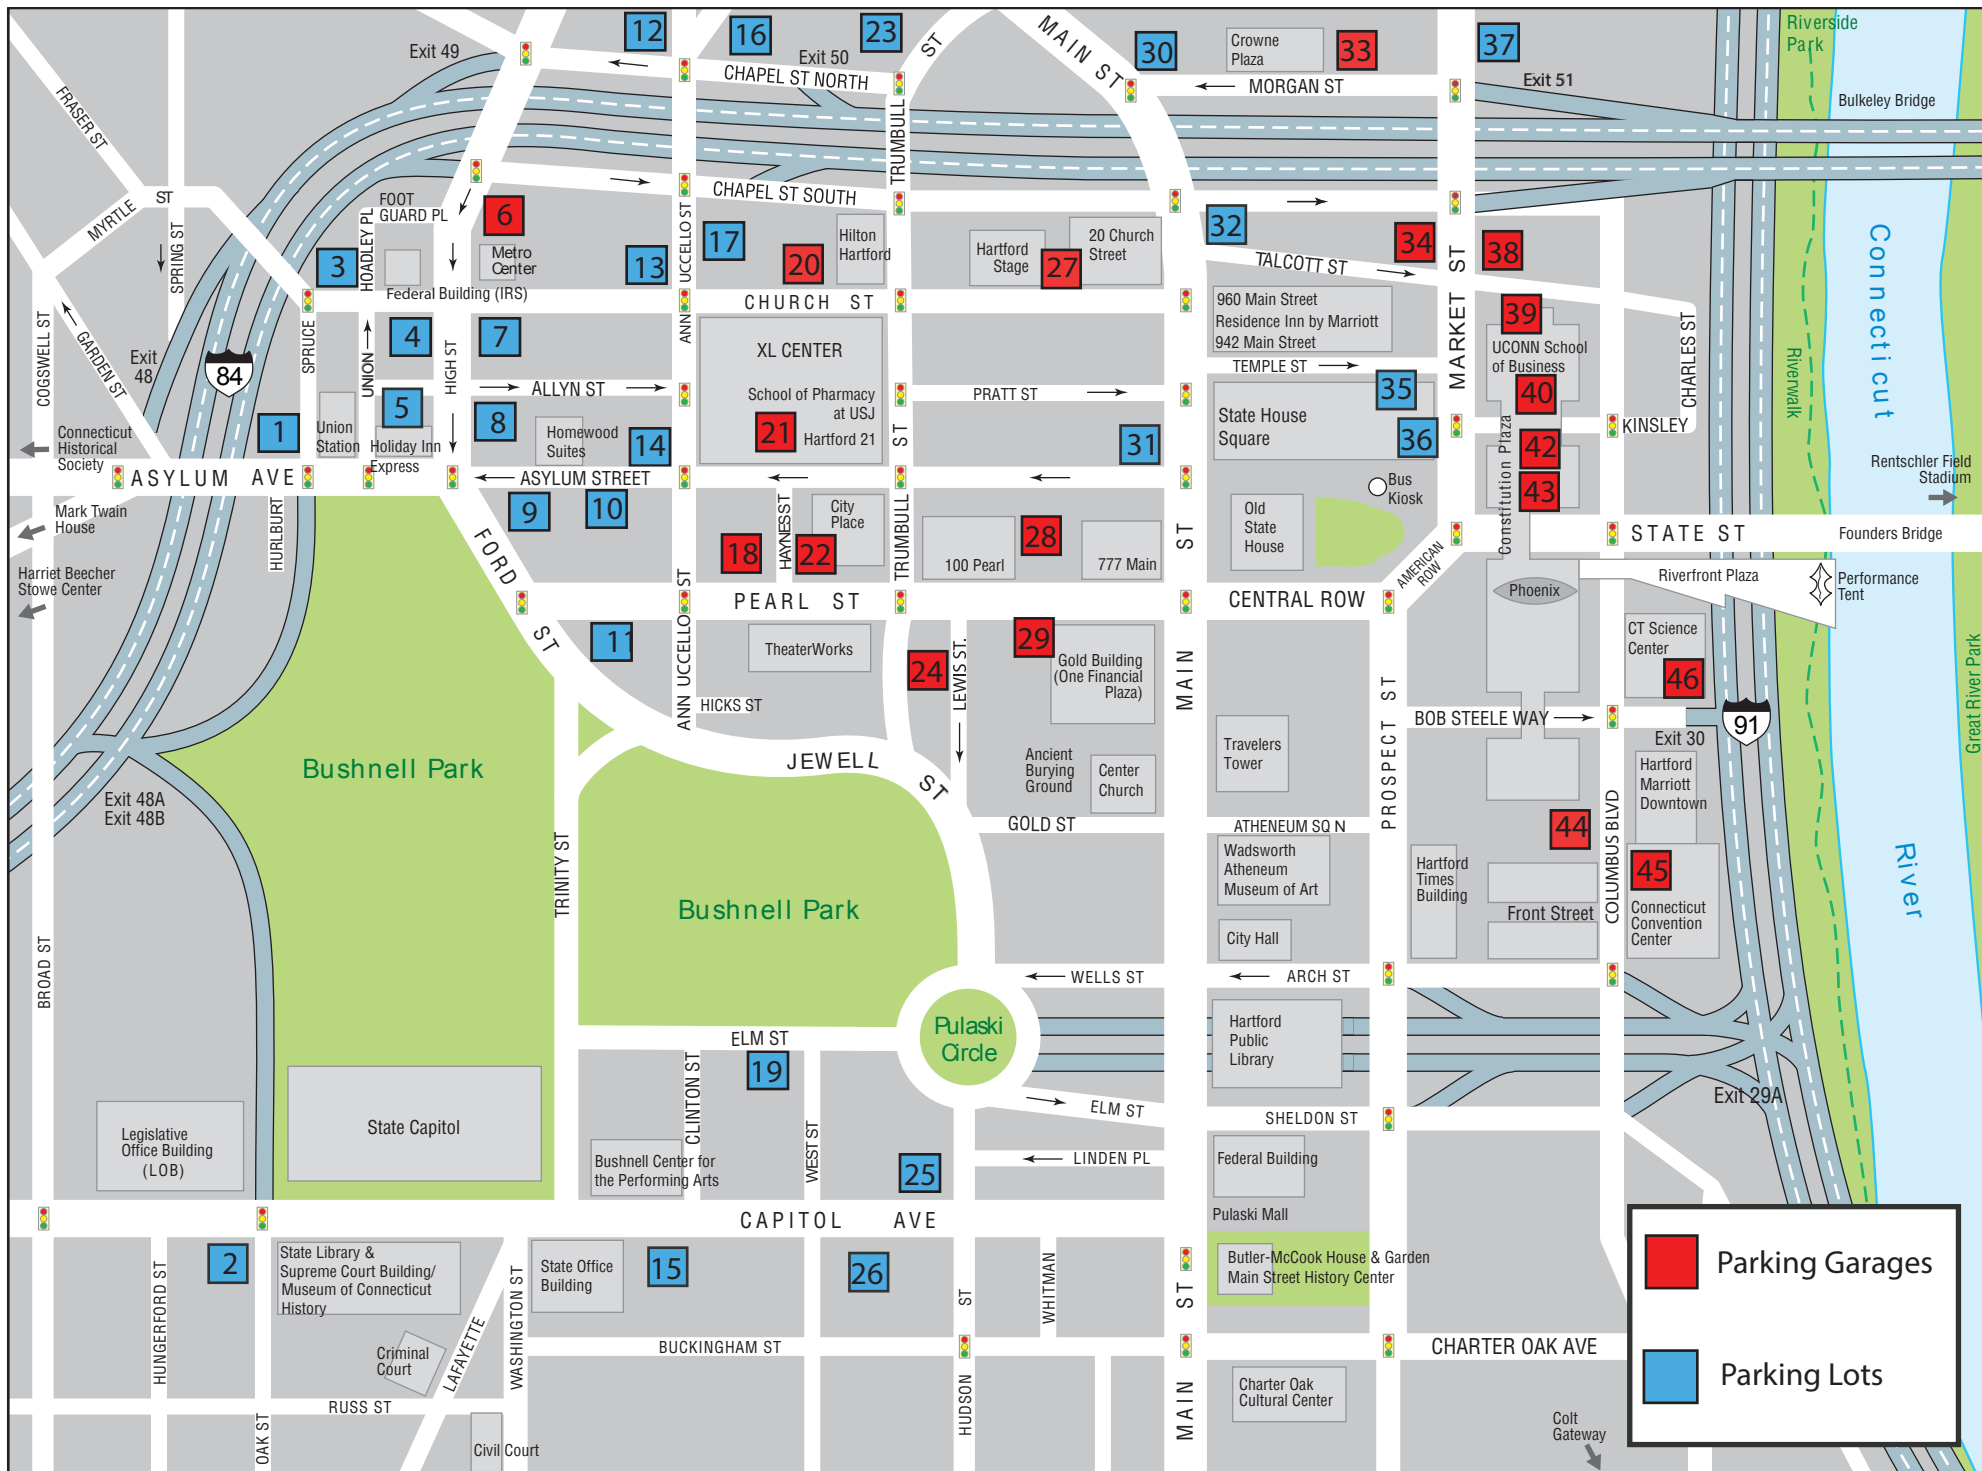 Exit 49
12
16
Exit 50
23
MAIN ST
30
Crowne
Plaza
33
37
Riverside
Park
CHAPEL ST NORTH
ST
MORGAN ST
Exit 51
Bulkeley Bridge
FRASER ST
TRUMBULL
CHAPEL ST SOUTH
MYRTLE
ST
FOOT
GUARD PL
6
HOADLEY PL
SPRING ST
3
Metro
Center
Federal Building (IRS)
13
ANN
UCCELLO ST
17
20
Hilton
Hartford
Hartford
Stage
27
20 Church
Street
32
34
38
TALCOTT ST
MARKET ST
Connecticut
CHURCH ST
960 Main Street
Residence Inn by Marriott
942 Main Street
39
UCONN School
of Business
CHARLES ST
COGSWELL ST
GARDEN ST
Exit
48
84
SPRUCE
UNION
4
HIGH ST
7
XL CENTER
School of Pharmacy
at USJ
21
Hartford 21
TEMPLE ST
ALLYN ST
PRATT ST
35
40
Riverwalk
1
Union
Station
5
Holiday Inn
Express
8
Homewood
Suites
14
ST
31
State House
Square
36
Constitution Plaza
42
KINSLEY
Connecticut
Historical
Society
ASYLUM AVE
ASYLUM STREET
Rentschler Field
Stadium
Mark Twain
House
HURLBURT
9
10
HAYNES ST
City
Place
TRUMBULL
18
22
100 Pearl
28
777 Main
ST
Old
State
House
Bus
Kiosk
43
STATE ST
Founders Bridge
Harriet Beecher
Stowe Center
FORD ST
ANN UCCELLO ST
PEARL ST
CENTRAL ROW
AMERICAN
ROW
Phoenix
Riverfront Plaza
Performance
Tent
11
TheaterWorks
24
LEWIS ST.
29
Gold Building
(One Financial
Plaza)
MAIN
CT Science
Center
46
Great River Park
HICKS ST
PROSPECT ST
BOB STEELE WAY
91
Exit 30
Bushnell Park
JEWELL ST
Ancient
Burying
Ground
Center
Church
Travelers
Tower
Hartford
Marriott
Downtown
Exit 48A
Exit 48B
GOLD ST
ATHENEUM SQ N
44
COLUMBUS BLVD
TRINITY ST
Bushnell Park
Wadsworth
Atheneum
Museum of Art
Hartford
Times
Building
45
Connecticut
Convention
Center
River
Front Street
City Hall
BROAD ST
WELLS ST
ARCH ST
Pulaski
Circle
ELM ST
Hartford
Public
Library
19
CLINTON ST
ELM ST
Exit 29A
SHELDON ST
State Capitol
Legislative
Office Building
(LOB)
Bushnell Center for
the Performing Arts
WEST ST
25
LINDEN PL
Federal Building
CAPITOL AVE
Pulaski Mall
2
State Library &
Supreme Court Building/
Museum of Connecticut
History
State Office
Building
15
26
Butler-McCook House & Garden
Main Street History Center
Parking Garages
HUNGERFORD ST
WASHINGTON ST
WHITMAN
ST
ST
BUCKINGHAM ST
CHARTER OAK AVE
Criminal
Court
LAFAYETTE
Parking Lots
RUSS ST
OAK ST
Civil Court
HUDSON
MAIN
Charter Oak
Cultural Center
Colt
Gateway